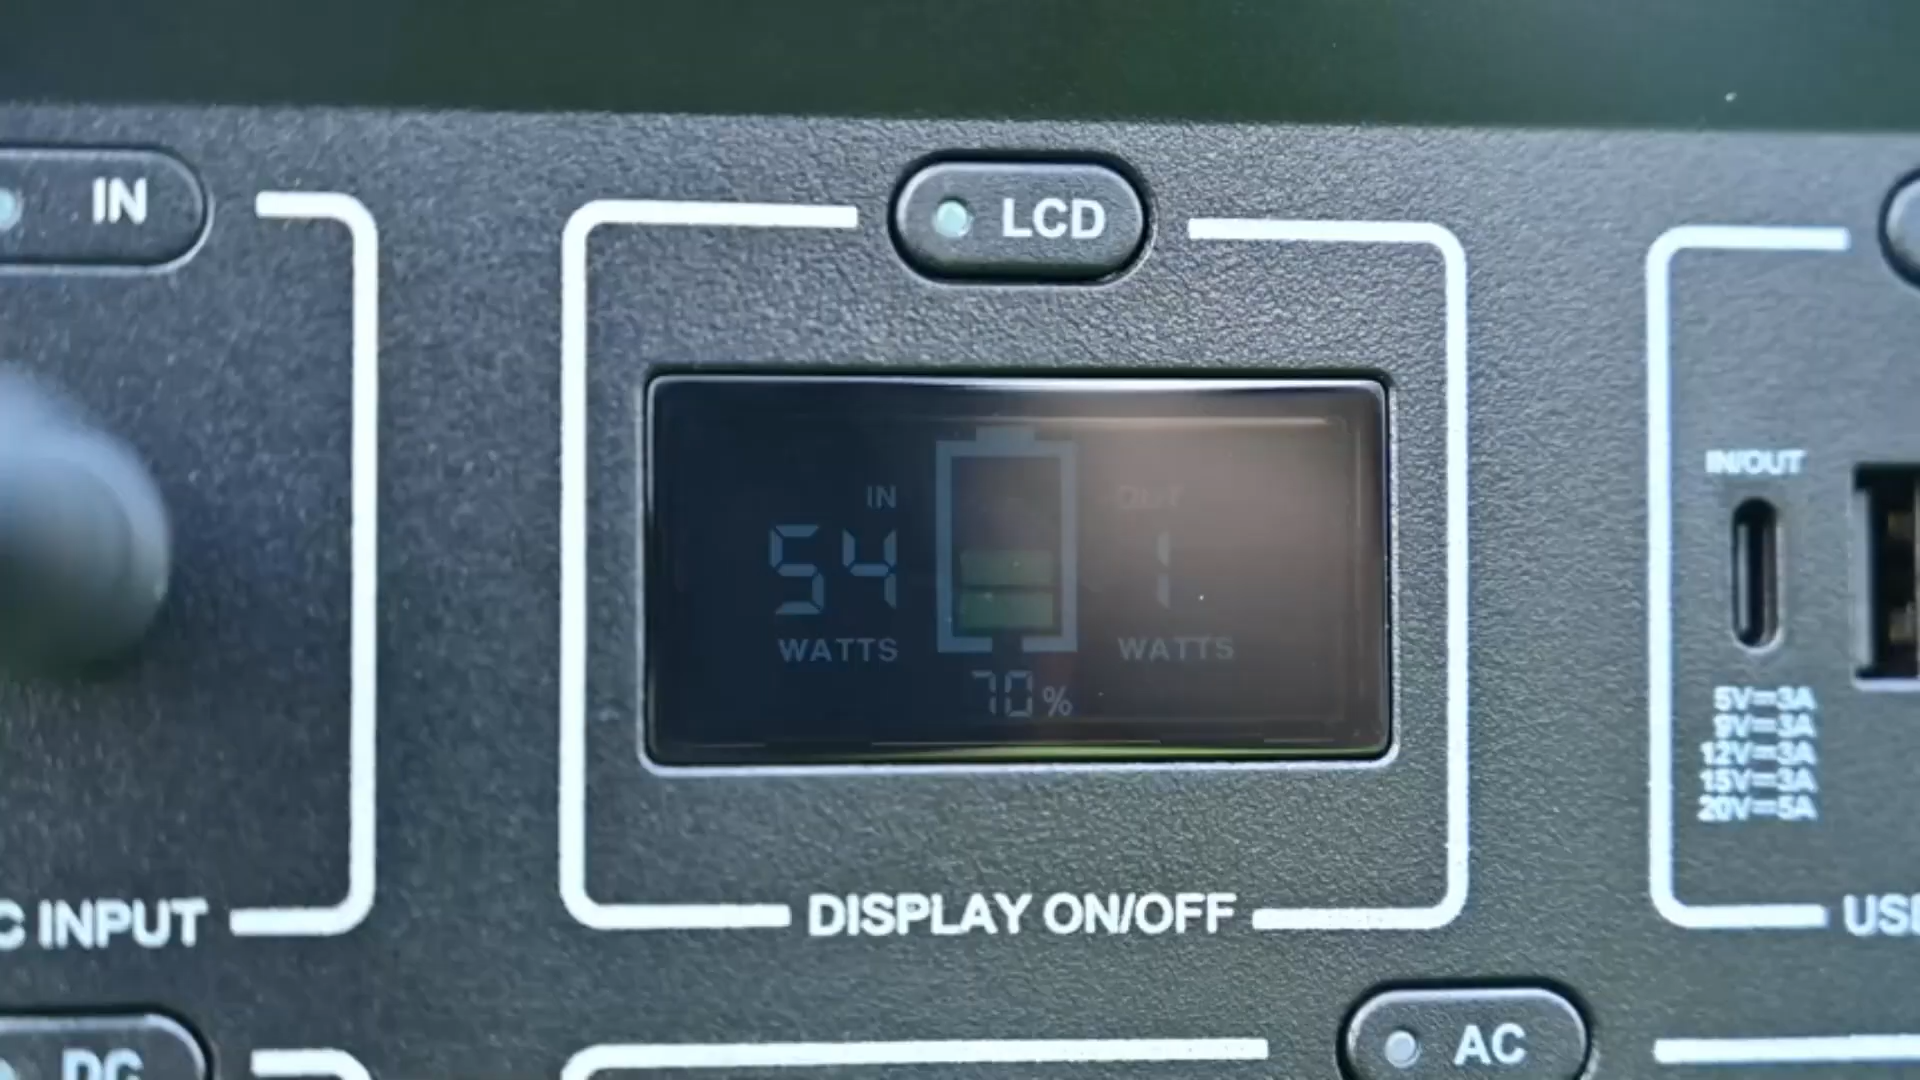 IN
LCD
IN
OUT
54
1
WATTS
WATTS
70%
IN/OUT
5V⎓3A
9V⎓3A
12V⎓3A
15V⎓3A
20V⎓5A
C INPUT
DISPLAY ON/OFF
USB
DC
AC